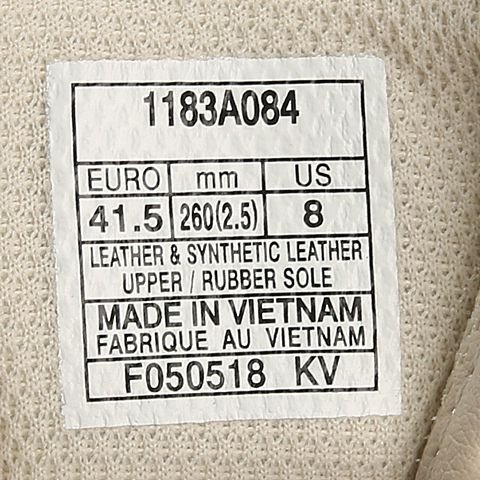 1183A084
EURO mm US
41.5 260(2.5) 8
LEATHER & SYNTHETIC LEATHER
UPPER / RUBBER SOLE
MADE IN VIETNAM
FABRIQUE AU VIETNAM
F050518 KV